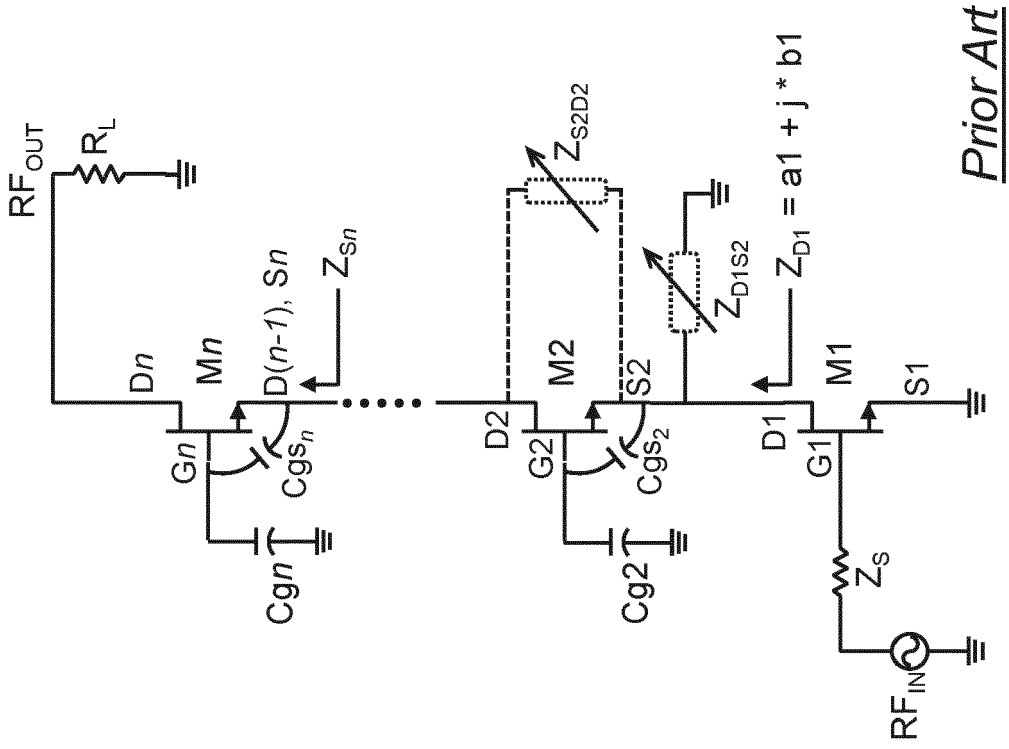 RF_OUT
R_L
Dn
Mn
Gn
D(n-1), Sn
Z_Sn
Cgs_n
Cgn
D2
M2
G2
S2
Z_S2D2
Cgs_2
Cg2
Z_D1S2
Z_D1 = a1 + j * b1
D1
M1
G1
S1
Z_S
RF_IN
Prior Art